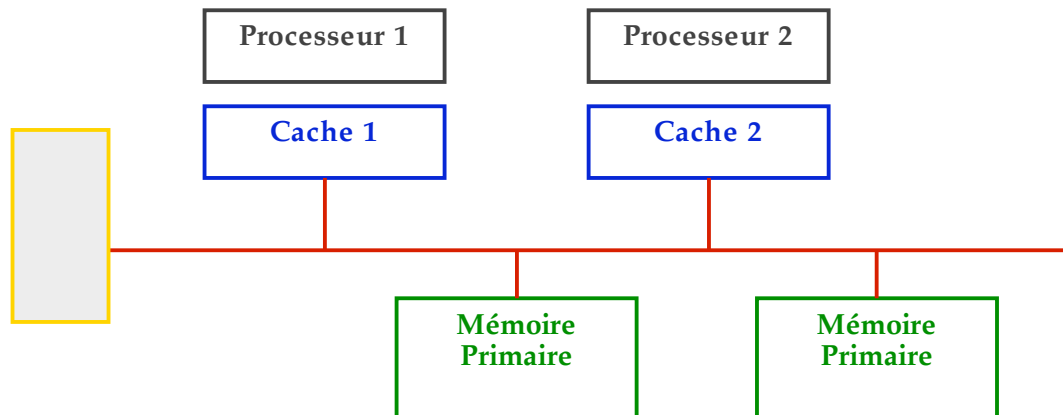 Processeur 1
Processeur 2
Cache 1
Cache 2
Mémoire
Primaire
Mémoire
Primaire